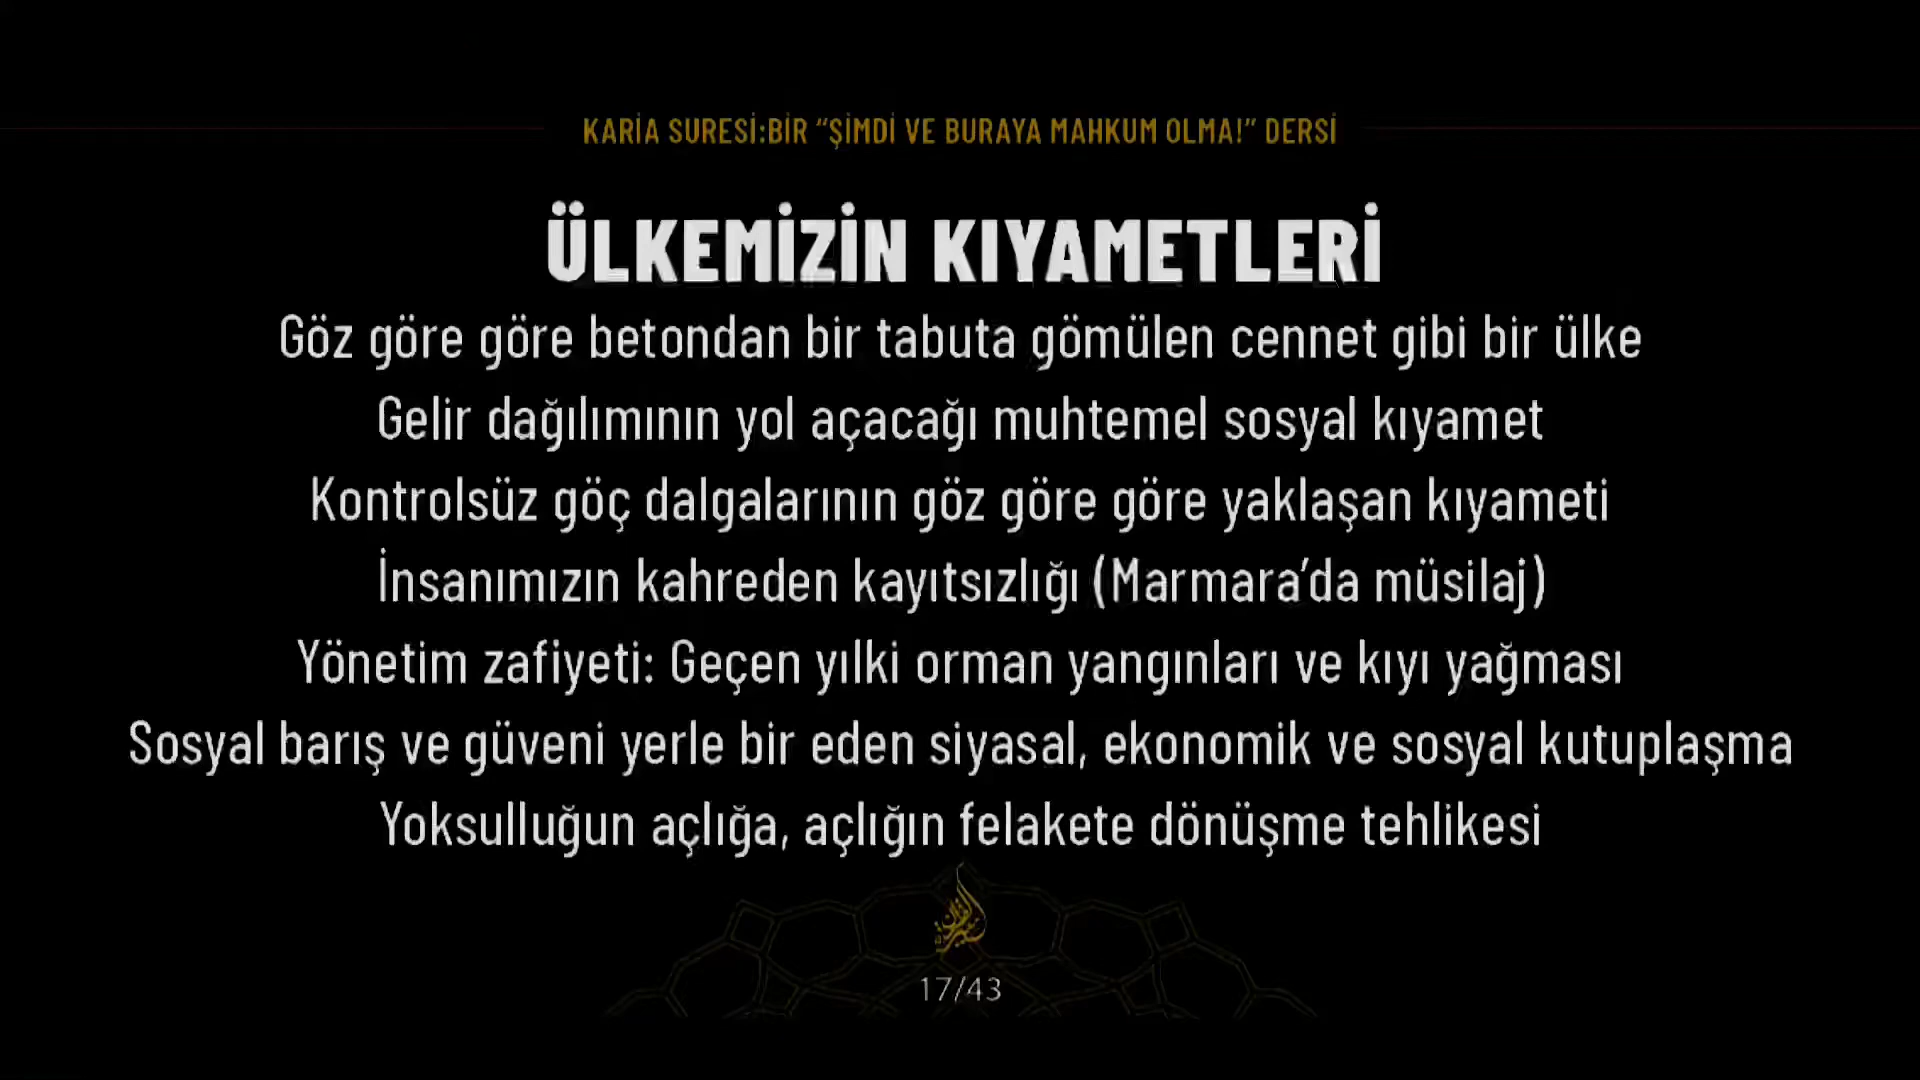 KARİA SURESİ:BİR “ŞİMDİ VE BURAYA MAHKUM OLMA!” DERSİ
ÜLKEMİZİN KIYAMETLERİ
Göz göre göre betondan bir tabuta gömülen cennet gibi bir ülke
Gelir dağılımının yol açacağı muhtemel sosyal kıyamet
Kontrolsüz göç dalgalarının göz göre göre yaklaşan kıyameti
İnsanımızın kahreden kayıtsızlığı (Marmara’da müsilaj)
Yönetim zafiyeti: Geçen yılki orman yangınları ve kıyı yağması
Sosyal barış ve güveni yerle bir eden siyasal, ekonomik ve sosyal kutuplaşma
Yoksulluğun açlığa, açlığın felakete dönüşme tehlikesi
17/43